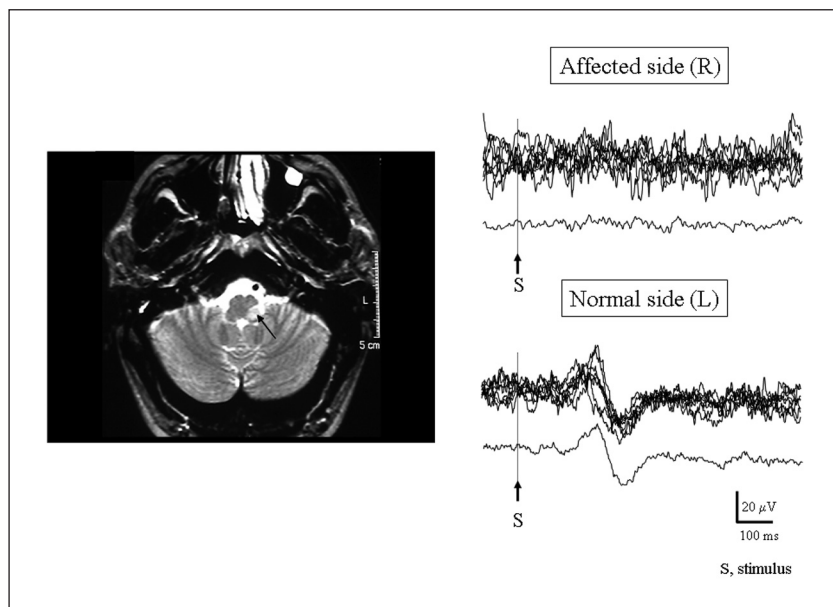 Affected side (R)
S
Normal side (L)
L
5 cm
S
20 μV
100 ms
S, stimulus